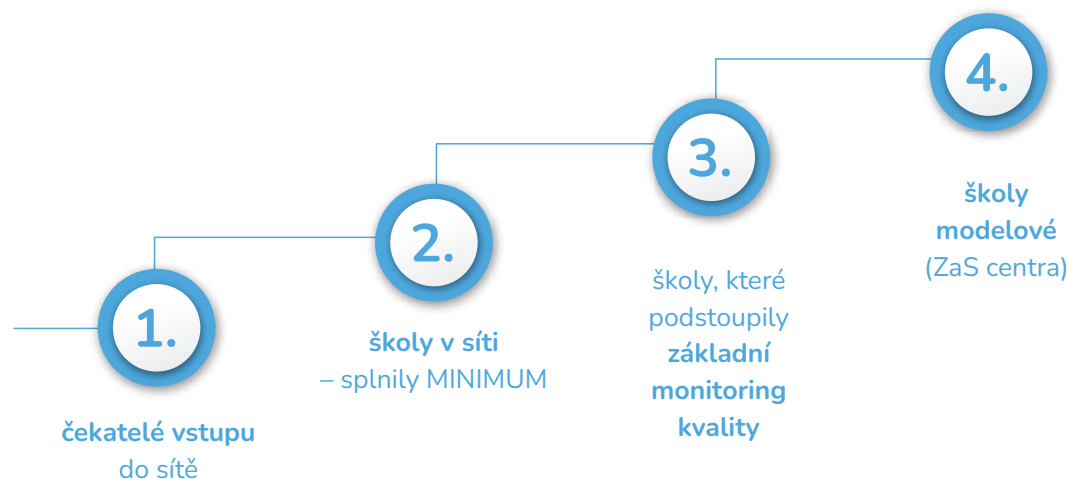 1.
čekatelé vstupu
do sítě
2.
školy v síti
– splnily MINIMUM
3.
školy, které
podstoupily
základní
monitoring
kvality
4.
školy
modelové
(ZaS centra)